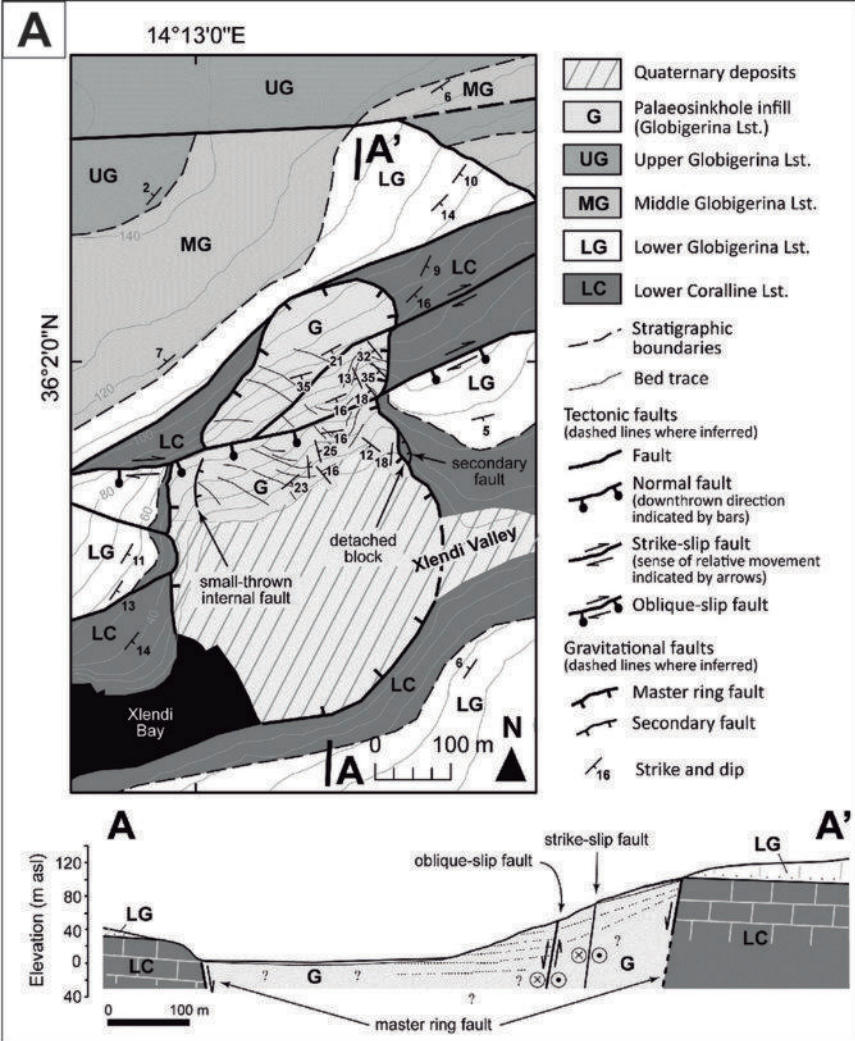 A
14°13'0"E
36°2'0"N
UG
MG
6
A'
UG
2
LG
10
14
140
MG
9
LC
16
G
7
120
21
32
13
35
35
18
16
LG
5
100
LC
16
25
12
18
16
secondary
fault
80
60
G
23
detached
block
Xlendi Valley
LG
11
small-thrown
internal fault
13
LC
40
14
6
LC
LG
Xlendi
Bay
N
0 100 m
A
Quaternary deposits
G Palaeosinkhole infill
(Globigerina Lst.)
UG Upper Globigerina Lst.
MG Middle Globigerina Lst.
LG Lower Globigerina Lst.
LC Lower Coralline Lst.
Stratigraphic
boundaries
Bed trace
Tectonic faults
(dashed lines where inferred)
Fault
Normal fault
(downthrown direction
indicated by bars)
Strike-slip fault
(sense of relative movement
indicated by arrows)
Oblique-slip fault
Gravitational faults
(dashed lines where inferred)
Master ring fault
Secondary fault
16 Strike and dip
A A'
Elevation (m asl)
120
80
40
0
40
strike-slip fault
oblique-slip fault
LG
LG
LC
LC
? G ? ? ? ? G
0 100 m
master ring fault